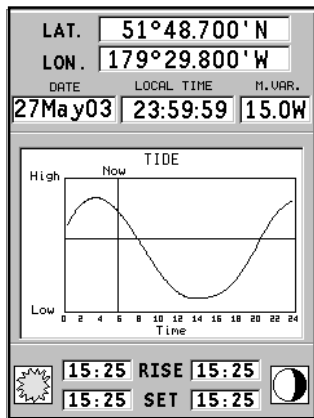 LAT. 51°48.700'N
LON. 179°29.800'W
DATE LOCAL TIME M.VAR.
27May03 23:59:59 15.0W
TIDE
High Now
Low
0 2 4 6 8 10 12 14 16 18 20 22 24
Time
15:25 RISE 15:25
15:25 SET 15:25